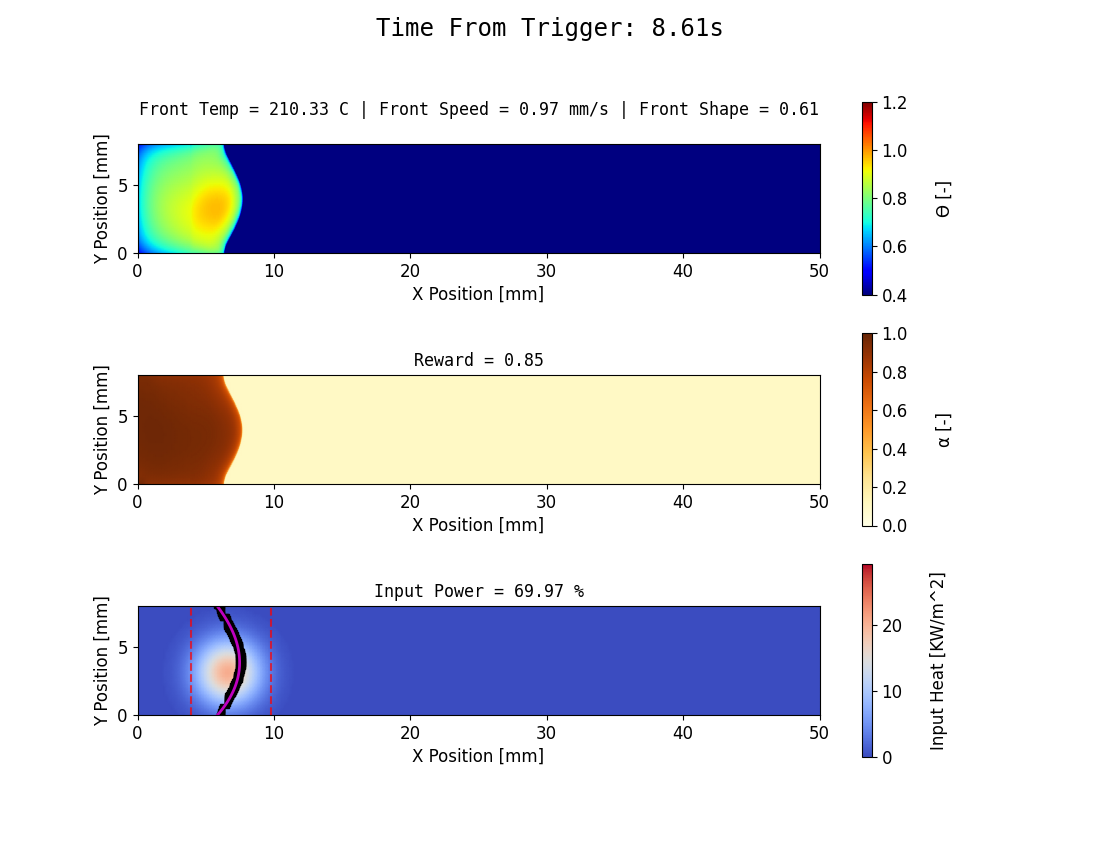 Time From Trigger: 8.61s
Front Temp = 210.33 C | Front Speed = 0.97 mm/s | Front Shape = 0.61
Y Position [mm]
5
0
0 10 20 30 40 50
X Position [mm]
1.2
1.0
0.8
0.6
0.4
Θ [-]
Reward = 0.85
Y Position [mm]
5
0
0 10 20 30 40 50
X Position [mm]
1.0
0.8
0.6
0.4
0.2
0.0
α [-]
Input Power = 69.97 %
Y Position [mm]
5
0
0 10 20 30 40 50
X Position [mm]
20
10
0
Input Heat [KW/m^2]